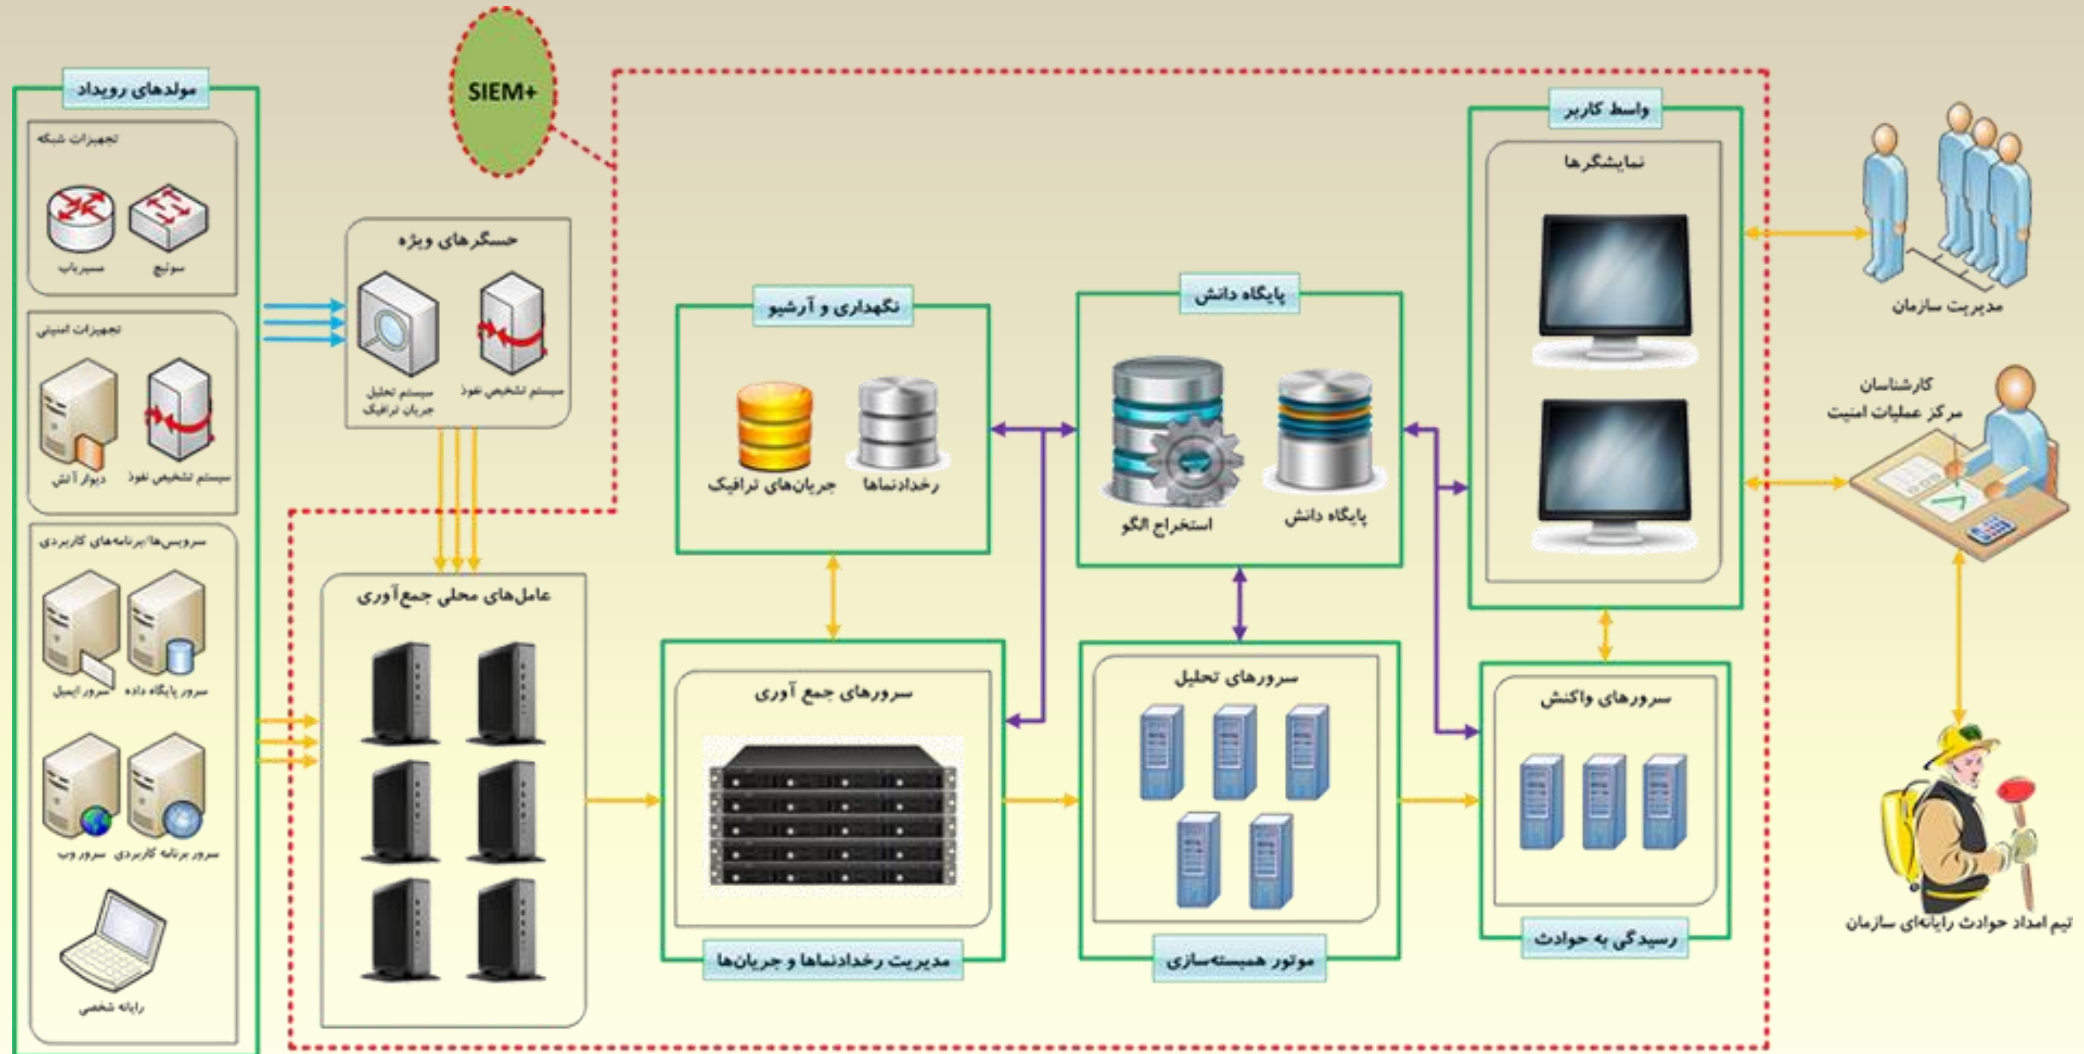 SIEM+
مولدهای رویداد
تجهیزات شبکه
مسیریاب
سوئیچ
تجهیزات امنیتی
دیوار آتش
سیستم تشخیص نفوذ
سرویس‌ها/برنامه‌های کاربردی
سرور ایمیل
سرور پایگاه داده
سرور وب
سرور برنامه کاربردی
رایانه شخصی
حسگرهای ویژه
سیستم تحلیل
جریان ترافیک
سیستم تشخیص نفوذ
عامل‌های محلی جمع‌آوری
نگهداری و آرشیو
جریان‌های ترافیک
رخدادنماها
سرورهای جمع آوری
مدیریت رخدادنماها و جریان‌ها
پایگاه دانش
استخراج الگو
پایگاه دانش
سرورهای تحلیل
موتور همبسته‌سازی
واسط کاربر
نمایشگرها
سرورهای واکنش
رسیدگی به حوادث
مدیریت سازمان
کارشناسان
مرکز عملیات امنیت
تیم امداد حوادث رایانه‌ای سازمان